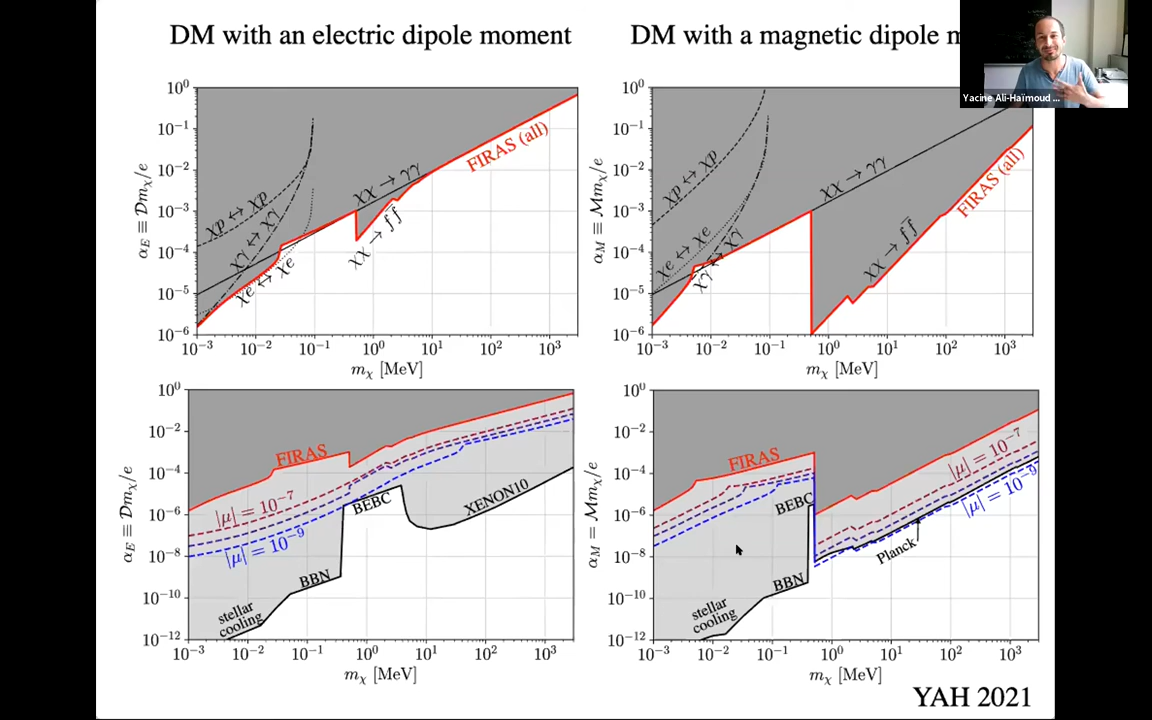 DM with an electric dipole moment
DM with a magnetic dipole m
Yacine Ali-Haïmoud ...
10⁰
10⁻¹
10⁻²
10⁻³
10⁻⁴
10⁻⁵
10⁻⁶
α_E ≡ 𝒟m_χ/e
χp ↔ χp
χγ ↔ χγ
χe ↔ χe
χχ → γγ
χχ → ff̄
FIRAS (all)
10⁻³ 10⁻² 10⁻¹ 10⁰ 10¹ 10² 10³
m_χ [MeV]
10⁰
10⁻¹
10⁻²
10⁻³
10⁻⁴
10⁻⁵
10⁻⁶
α_M ≡ ℳm_χ/e
χp ↔ χp
χe ↔ χe
χγ ↔ χγ
χχ → γγ
χχ → ff̄
FIRAS (all)
10⁻³ 10⁻² 10⁻¹ 10⁰ 10¹ 10² 10³
m_χ [MeV]
10⁰
10⁻²
10⁻⁴
10⁻⁶
10⁻⁸
10⁻¹⁰
10⁻¹²
α_E ≡ 𝒟m_χ/e
FIRAS
|μ| = 10⁻⁷
|μ| = 10⁻⁹
BEBC
XENON10
BBN
stellar
cooling
10⁻³ 10⁻² 10⁻¹ 10⁰ 10¹ 10² 10³
m_χ [MeV]
10⁰
10⁻²
10⁻⁴
10⁻⁶
10⁻⁸
10⁻¹⁰
10⁻¹²
α_M = ℳm_χ/e
FIRAS
|μ| = 10⁻⁷
|μ| = 10⁻⁹
BEBC
Planck
BBN
stellar
cooling
10⁻³ 10⁻² 10⁻¹ 10⁰ 10¹ 10² 10³
m_χ [MeV]
YAH 2021